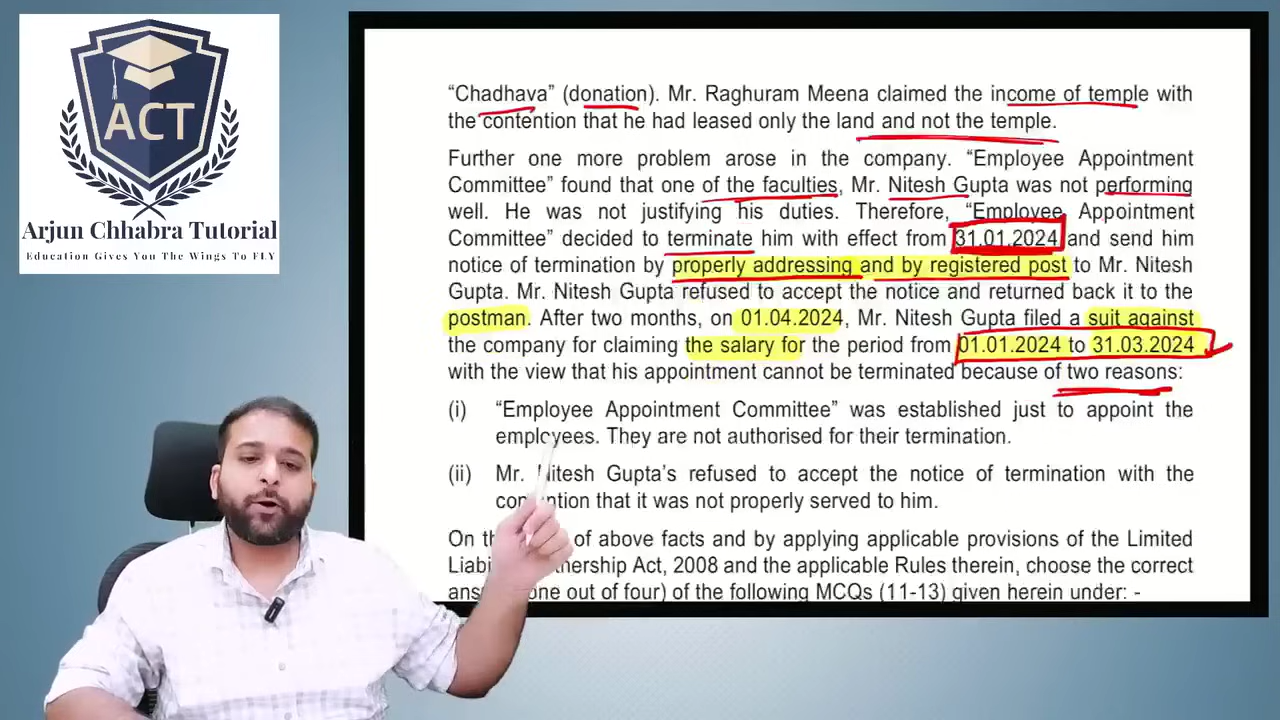 ACT
Arjun Chhabra Tutorial
Education Gives You The Wings To FLY
“Chadhava” (donation). Mr. Raghuram Meena claimed the income of temple with
the contention that he had leased only the land and not the temple.
Further one more problem arose in the company. “Employee Appointment
Committee” found that one of the faculties, Mr. Nitesh Gupta was not performing
well. He was not justifying his duties. Therefore, “Employee Appointment
Committee” decided to terminate him with effect from 31.01.2024 and send him
notice of termination by properly addressing and by registered post to Mr. Nitesh
Gupta. Mr. Nitesh Gupta refused to accept the notice and returned back it to the
postman. After two months, on 01.04.2024, Mr. Nitesh Gupta filed a suit against
the company for claiming the salary for the period from 01.01.2024 to 31.03.2024
with the view that his appointment cannot be terminated because of two reasons:
(i) “Employee Appointment Committee” was established just to appoint the
employees. They are not authorised for their termination.
(ii) Mr. Nitesh Gupta’s refused to accept the notice of termination with the
contention that it was not properly served to him.
On the of above facts and by applying applicable provisions of the Limited
Act, 2008 and the applicable Rules therein, choose the correct
one out of four) of the following MCQs (11-13) given herein under: -